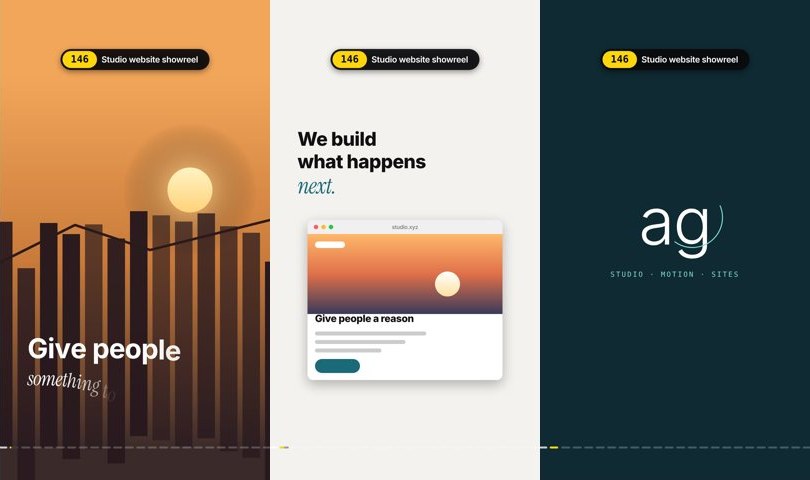 146 Studio website showreel
Give people
something to
146 Studio website showreel
We build
what happens
next.
studio.xyz
Give people a reason
146 Studio website showreel
ag
STUDIO · MOTION · SITES